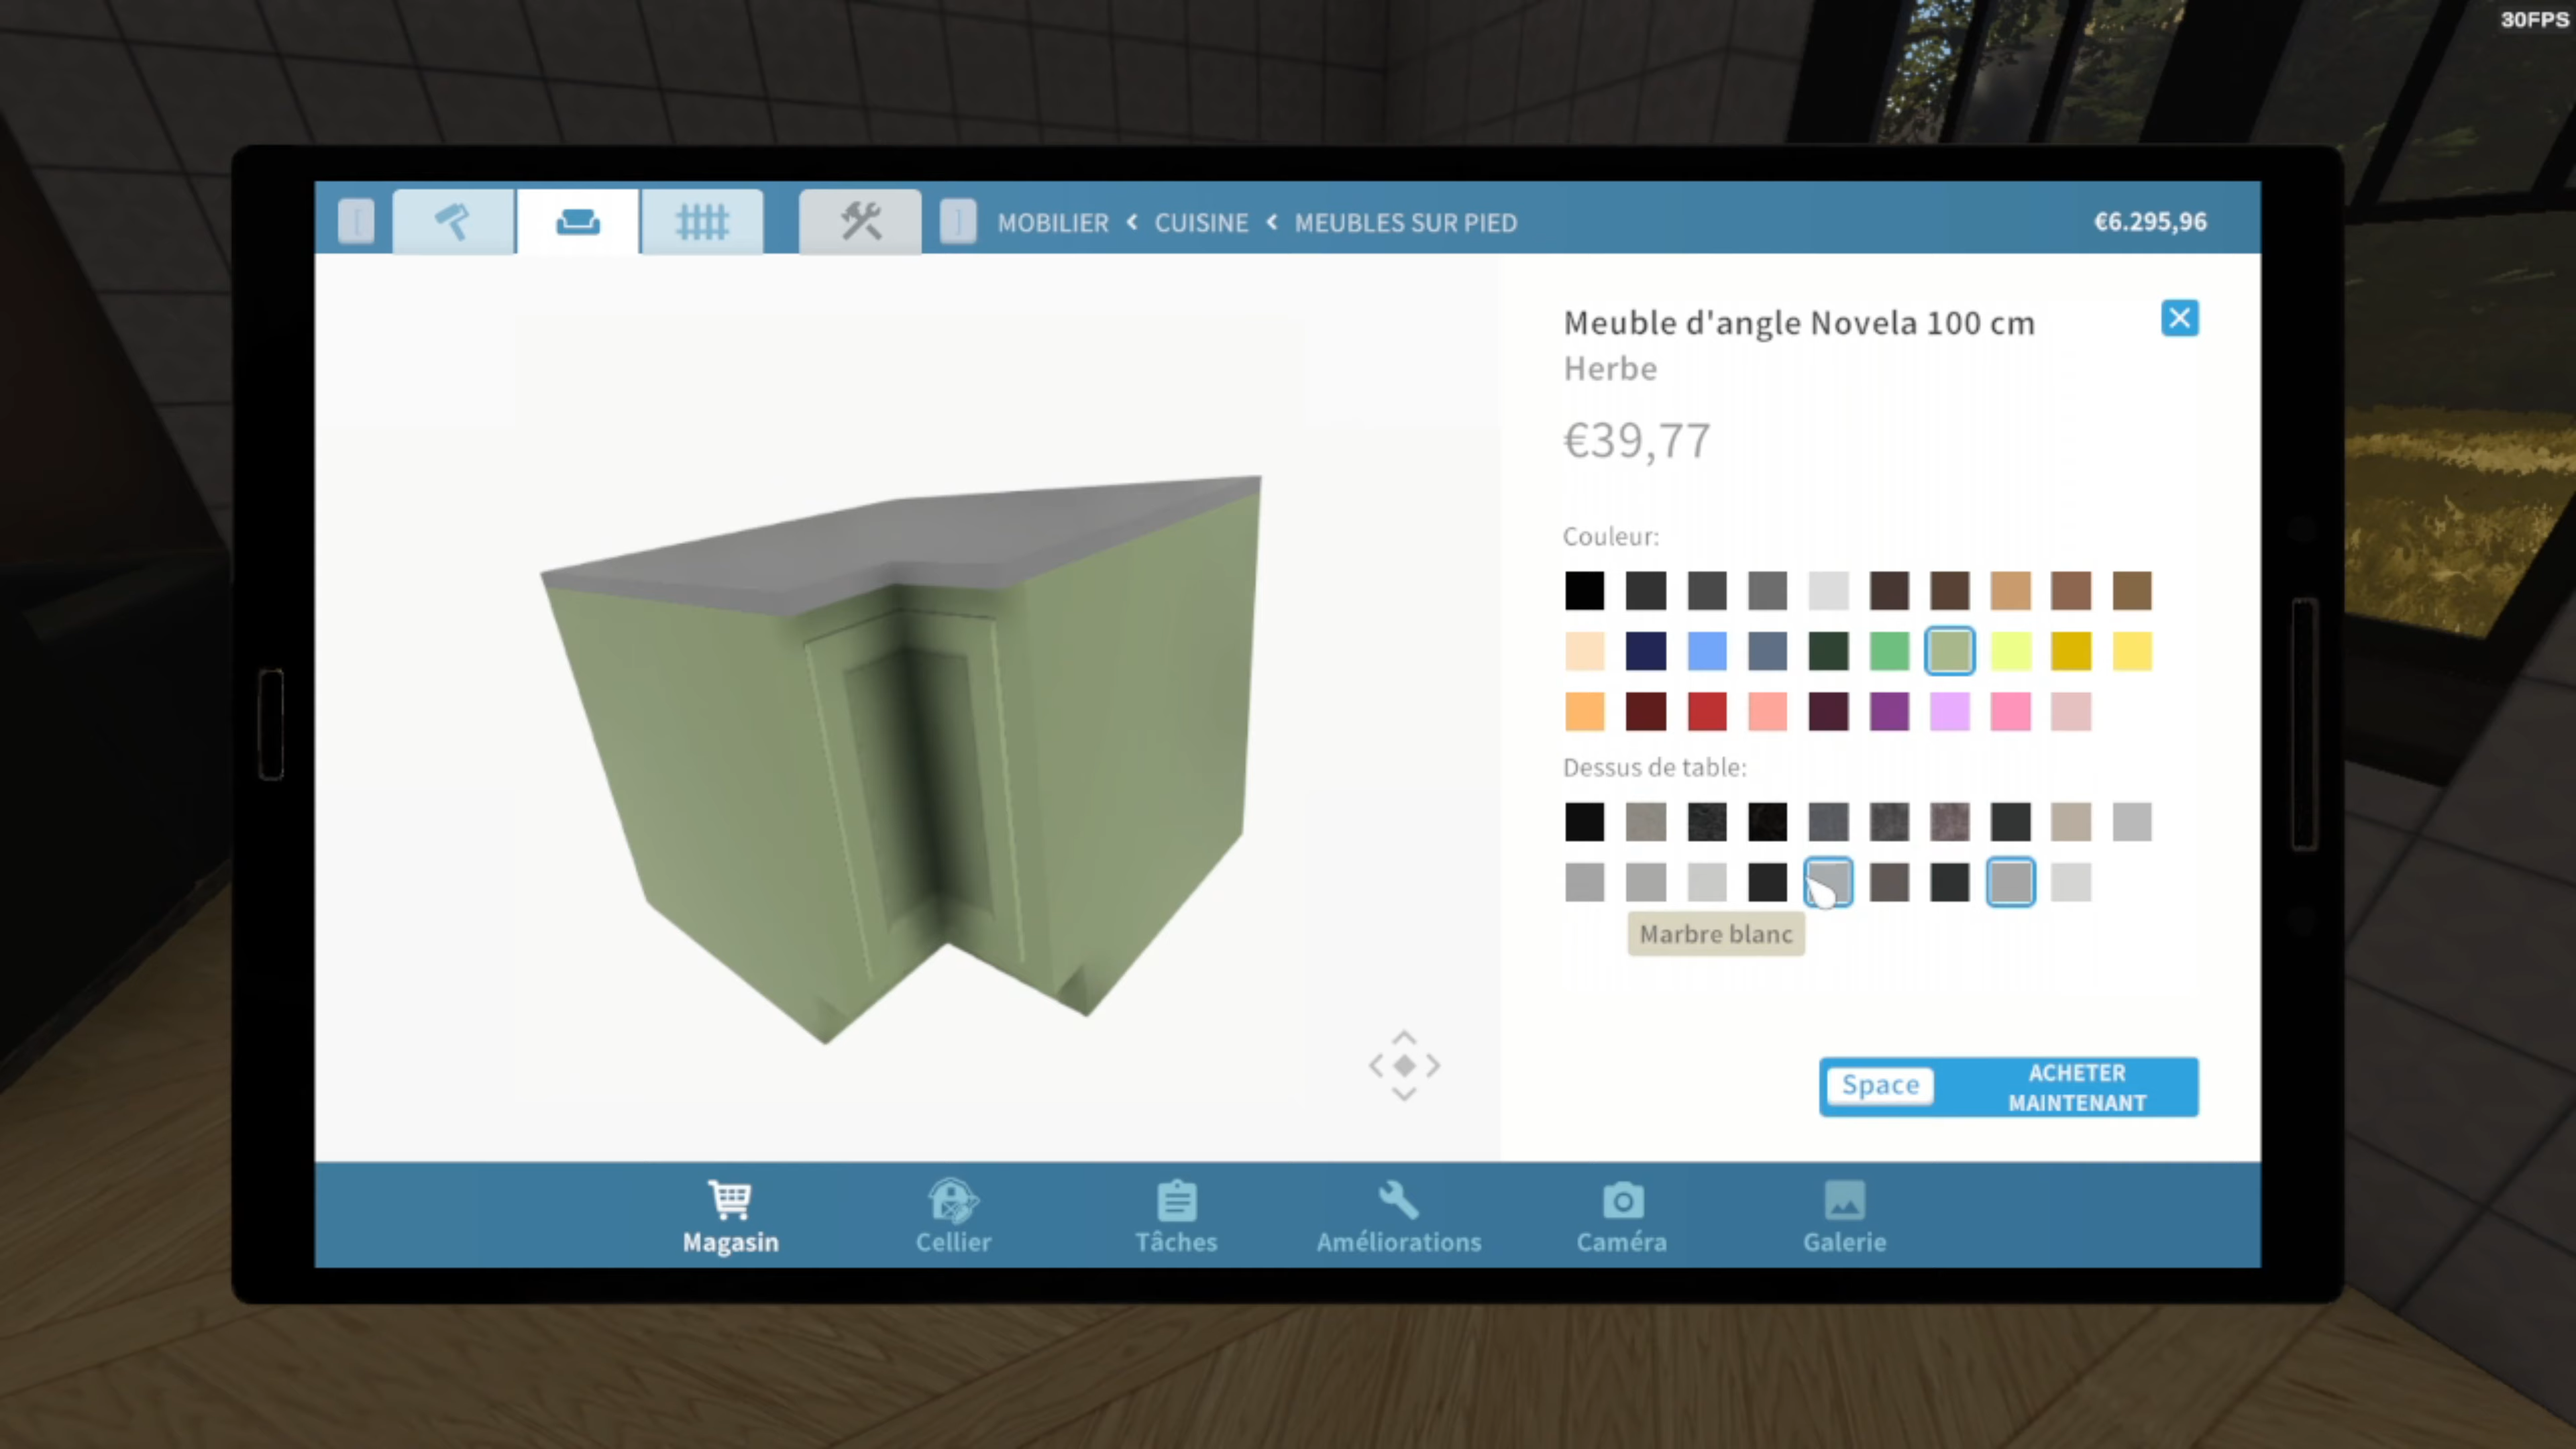 30FPS
[
]
MOBILIER < CUISINE < MEUBLES SUR PIED
€6.295,96
Meuble d'angle Novela 100 cm
Herbe
€39,77
Couleur:
Dessus de table:
Marbre blanc
Space
ACHETER
MAINTENANT
Magasin
Cellier
Tâches
Améliorations
Caméra
Galerie